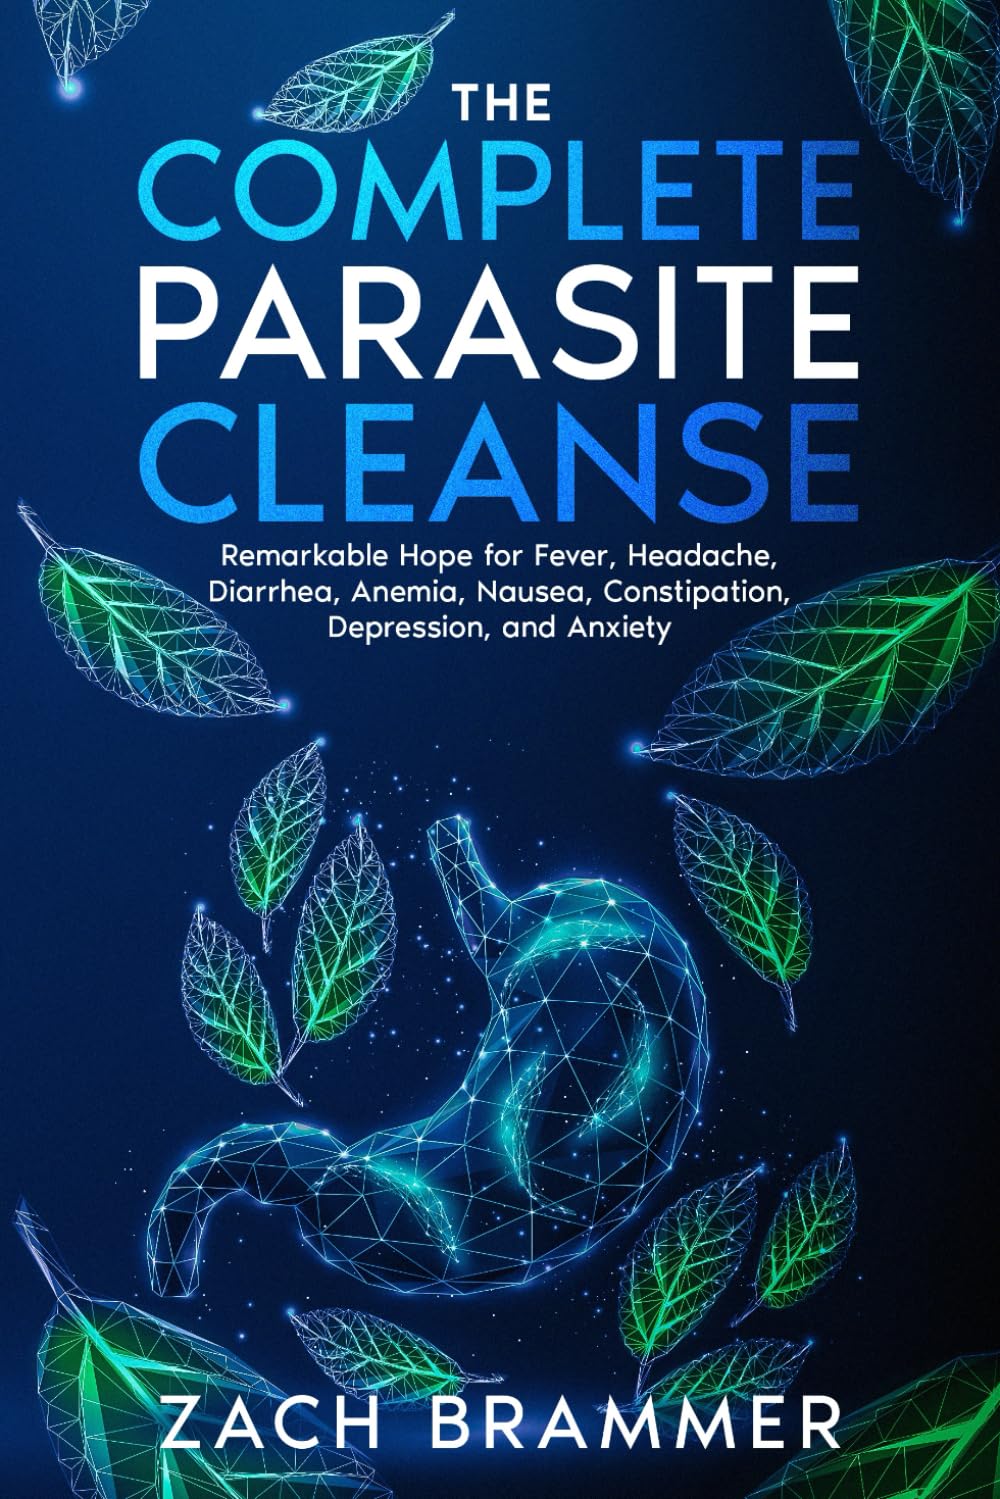 THE
COMPLETE
PARASITE
CLEANSE
Remarkable Hope for Fever, Headache,
Diarrhea, Anemia, Nausea, Constipation,
Depression, and Anxiety
ZACH BRAMMER